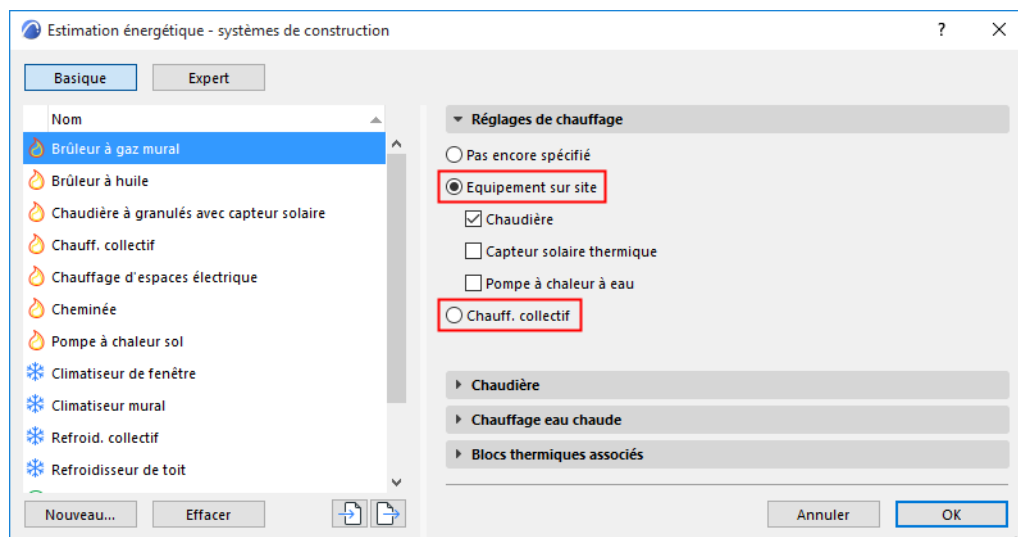 Estimation énergétique - systèmes de construction
?
Basique
Expert
Nom
Brûleur à gaz mural
Brûleur à huile
Chaudière à granulés avec capteur solaire
Chauff. collectif
Chauffage d'espaces électrique
Cheminée
Pompe à chaleur sol
Climatiseur de fenêtre
Climatiseur mural
Refroid. collectif
Refroidisseur de toit
Nouveau...
Effacer
Réglages de chauffage
Pas encore spécifié
Equipement sur site
Chaudière
Capteur solaire thermique
Pompe à chaleur à eau
Chauff. collectif
Chaudière
Chauffage eau chaude
Blocs thermiques associés
Annuler
OK